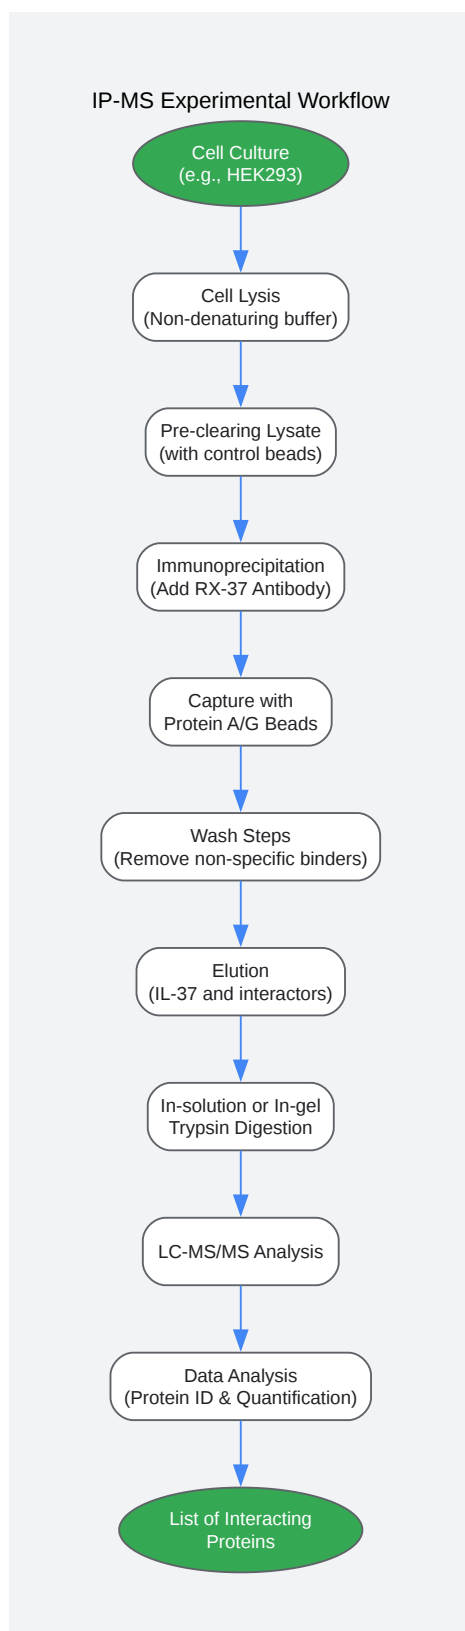 IP-MS Experimental Workflow
Cell Culture
(e.g., HEK293)
Cell Lysis
(Non-denaturing buffer)
Pre-clearing Lysate
(with control beads)
Immunoprecipitation
(Add RX-37 Antibody)
Capture with
Protein A/G Beads
Wash Steps
(Remove non-specific binders)
Elution
(IL-37 and interactors)
In-solution or In-gel
Trypsin Digestion
LC-MS/MS Analysis
Data Analysis
(Protein ID & Quantification)
List of Interacting
Proteins